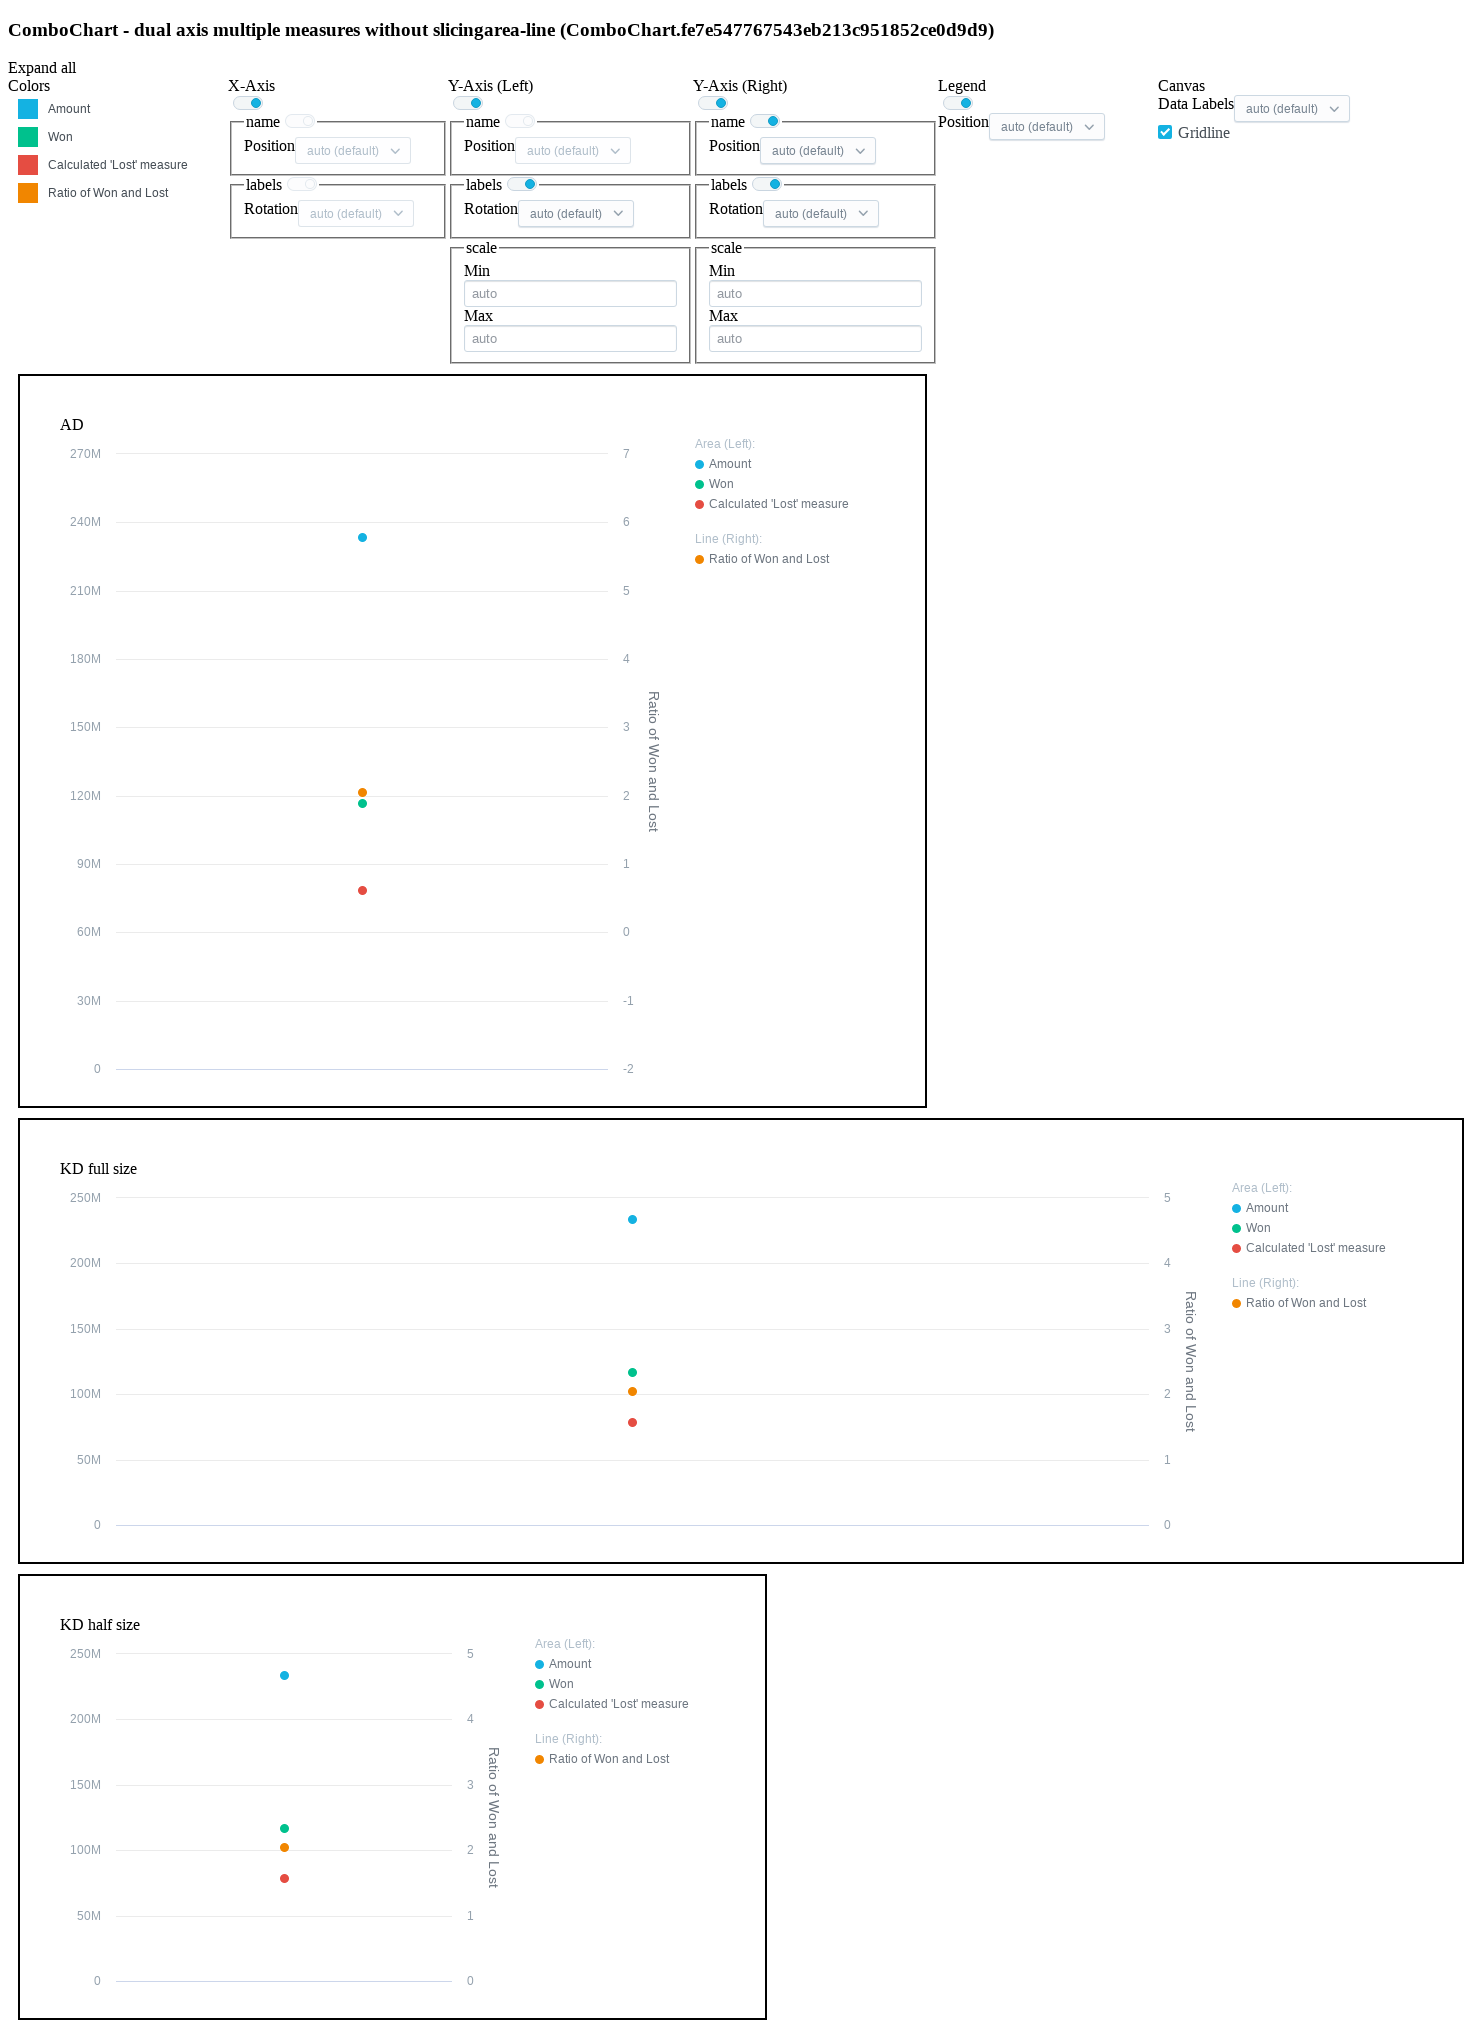 ComboChart - dual axis multiple measures without slicingarea-line (ComboChart.fe7e547767543eb213c951852ce0d9d9)
Expand all
Colors
Amount
Won
Calculated 'Lost' measure
Ratio of Won and Lost
X-Axis
name
Position auto (default)
labels
Rotation auto (default)
Y-Axis (Left)
name
Position auto (default)
labels
Rotation auto (default)
scale
Min
auto
Max
auto
Y-Axis (Right)
name
Position auto (default)
labels
Rotation auto (default)
scale
Min
auto
Max
auto
Legend
Position auto (default)
Canvas
Data Labels auto (default)
Gridline
AD
270M
240M
210M
180M
150M
120M
90M
60M
30M
0
7
6
5
4
3
2
1
0
-1
-2
Ratio of Won and Lost
Area (Left):
Amount
Won
Calculated 'Lost' measure
Line (Right):
Ratio of Won and Lost
KD full size
250M
200M
150M
100M
50M
0
5
4
3
2
1
0
Ratio of Won and Lost
Area (Left):
Amount
Won
Calculated 'Lost' measure
Line (Right):
Ratio of Won and Lost
KD half size
250M
200M
150M
100M
50M
0
5
4
3
2
1
0
Ratio of Won and Lost
Area (Left):
Amount
Won
Calculated 'Lost' measure
Line (Right):
Ratio of Won and Lost